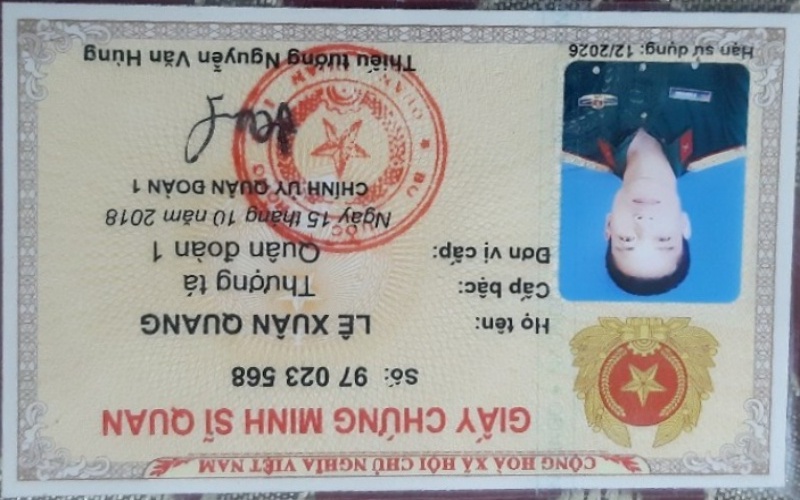 CỘNG HOÀ XÃ HỘI CHỦ NGHĨA VIỆT NAM
GIẤY CHỨNG MINH SĨ QUAN
Số: 97 023 568
Họ tên: LÊ XUÂN QUANG
Cấp bậc: Thượng tá
Đơn vị cấp: Quân đoàn 1
Ngày 15 tháng 10 năm 2018
CHÍNH ỦY QUÂN ĐOÀN 1
Thiếu tướng Nguyễn Văn Hùng
Hạn sử dụng: 12/2026